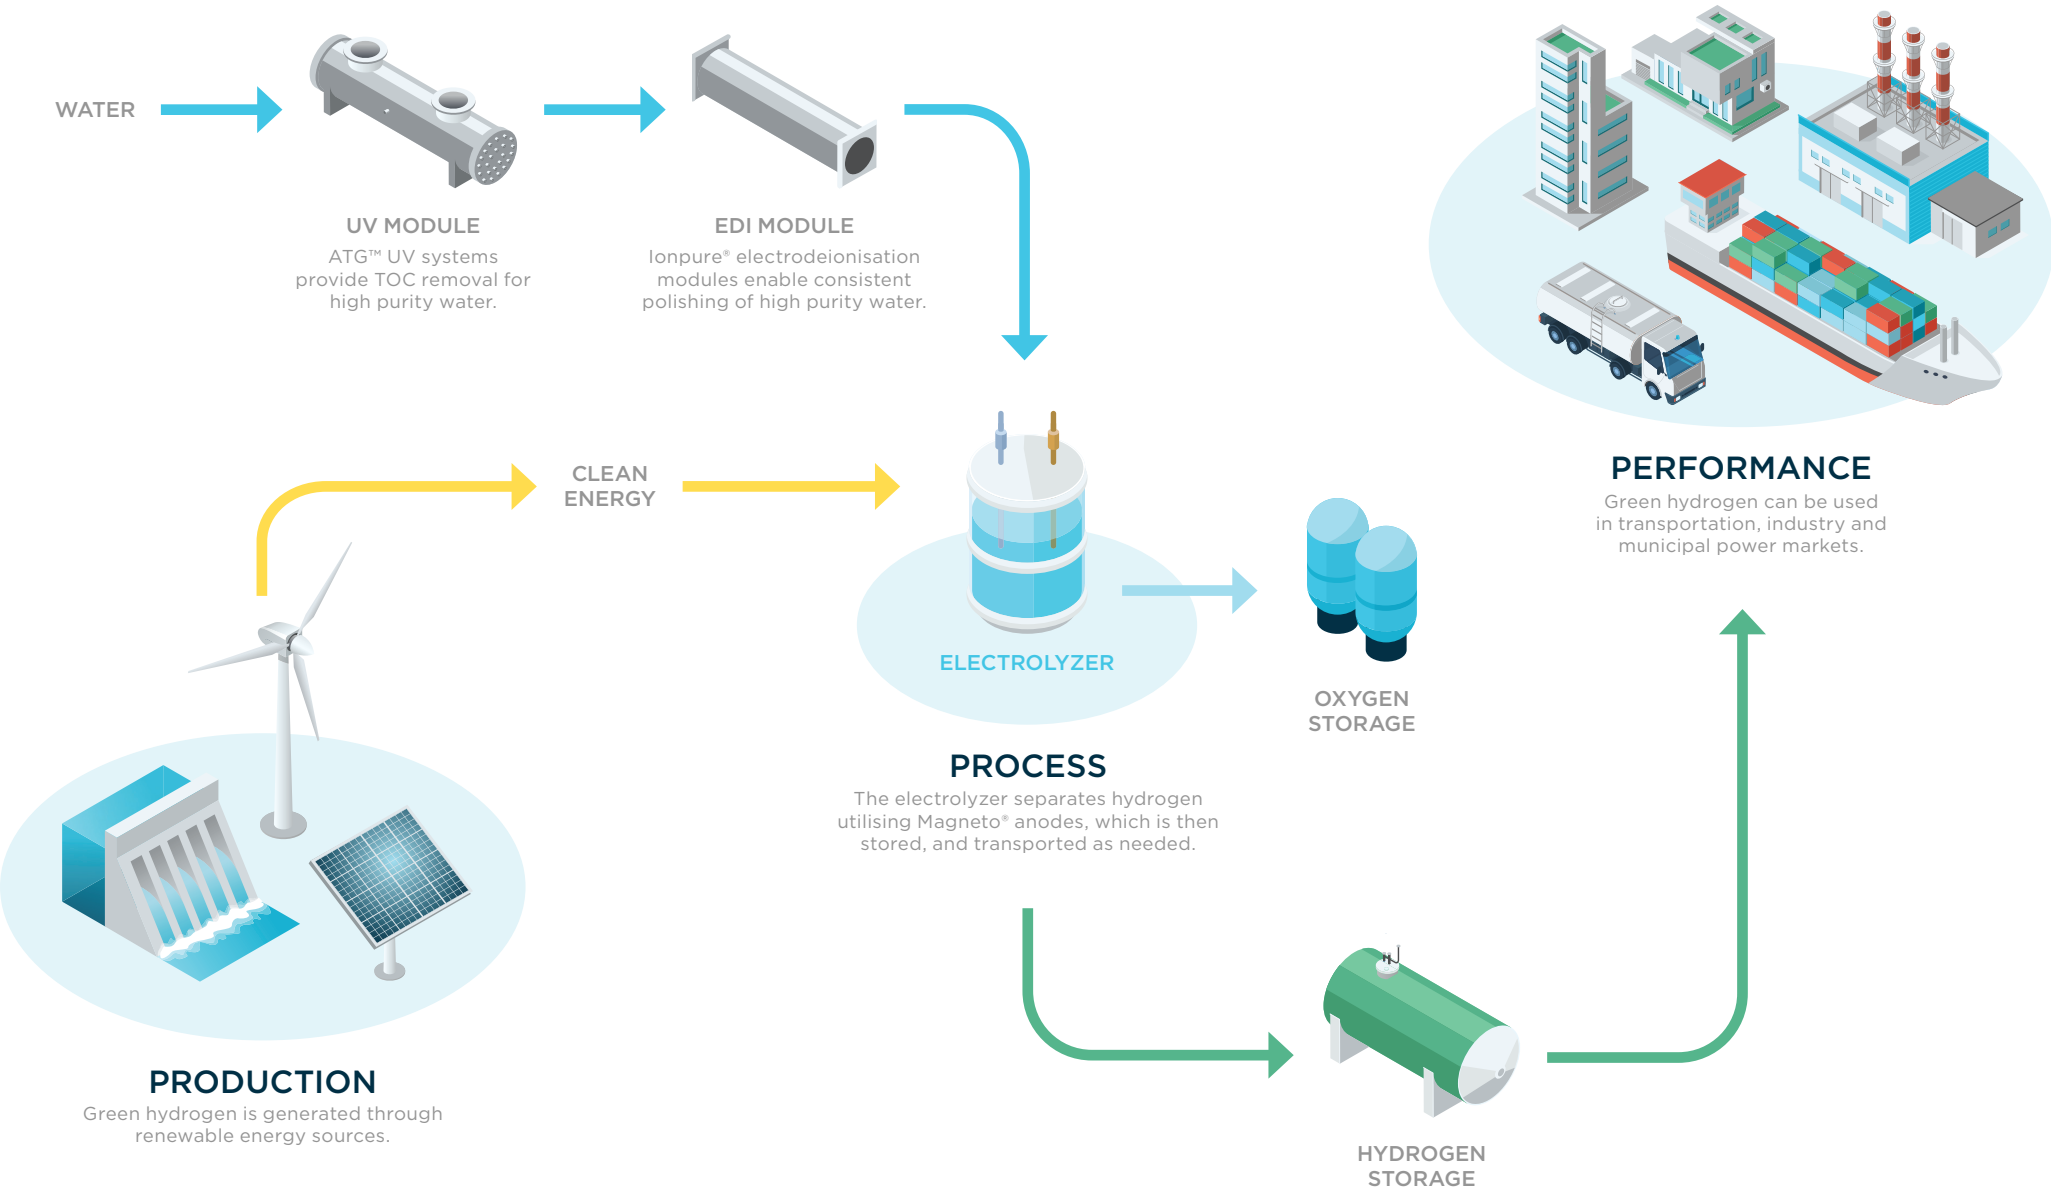 WATER
UV MODULE
ATG™ UV systems
provide TOC removal for
high purity water.
EDI MODULE
Ionpure® electrodeionisation
modules enable consistent
polishing of high purity water.
CLEAN
ENERGY
ELECTROLYZER
PROCESS
The electrolyzer separates hydrogen
utilising Magneto® anodes, which is then
stored, and transported as needed.
OXYGEN
STORAGE
PERFORMANCE
Green hydrogen can be used
in transportation, industry and
municipal power markets.
PRODUCTION
Green hydrogen is generated through
renewable energy sources.
HYDROGEN
STORAGE